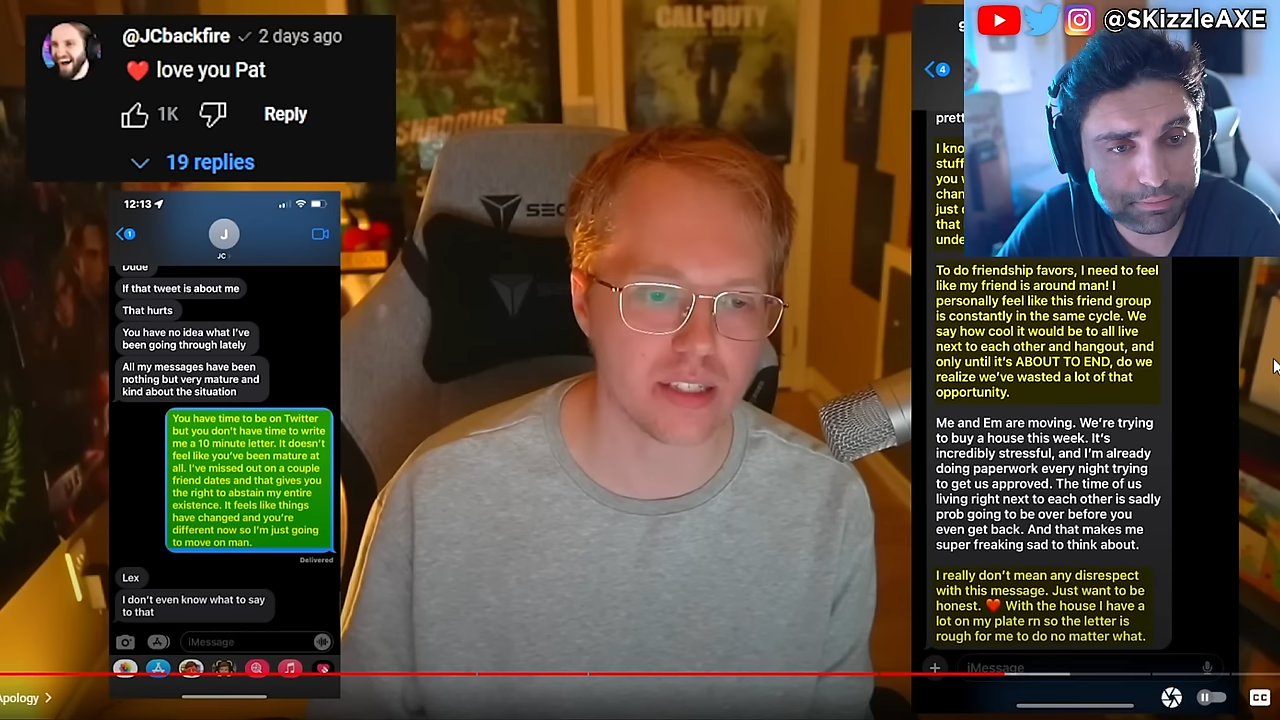 @JCbackfire 2 days ago
❤️ love you Pat
1K Reply
19 replies
12:13
1
J
JC
Dude
If that tweet is about me
That hurts
You have no idea what I've
been going through lately
All my messages have been
nothing but very mature and
kind about the situation
You have time to be on Twitter
but you don't have time to write
me a 10 minute letter. It doesn't
feel like you've been mature at
all. I've missed out on a couple
friend dates and that gives you
the right to abstain my entire
existence. It feels like things
have changed and you're
different now so I'm just going
to move on man.
Delivered
Lex
I don't even know what to say
to that
iMessage
Apology
CALL-DUTY
SHADOWS
SEC
@SKizzleAXE
4
prett
I kno
stuff
you w
chan
just
that
unde
To do friendship favors, I need to feel
like my friend is around man! I
personally feel like this friend group
is constantly in the same cycle. We
say how cool it would be to all live
next to each other and hangout, and
only until it's ABOUT TO END, do we
realize we've wasted a lot of that
opportunity.
Me and Em are moving. We're trying
to buy a house this week. It's
incredibly stressful, and I'm already
doing paperwork every night trying
to get us approved. The time of us
living right next to each other is sadly
prob going to be over before you
even get back. And that makes me
super freaking sad to think about.
I really don't mean any disrespect
with this message. Just want to be
honest. ❤️ With the house I have a
lot on my plate rn so the letter is
rough for me to do no matter what.
iMessage
CC